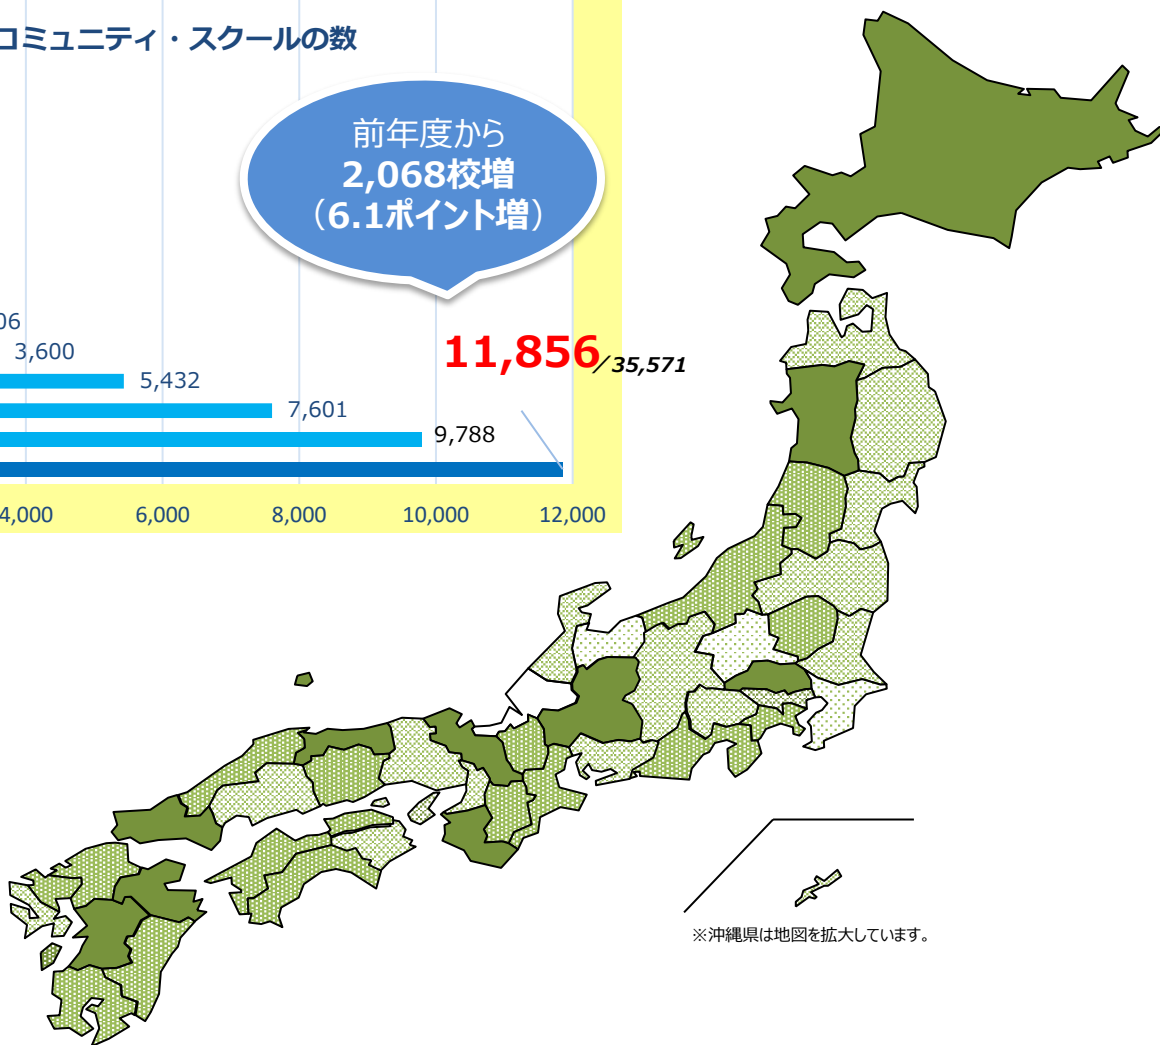 コミュニティ・スクールの数
前年度から
2,068校増
（6.1ポイント増）
06
3,600
11,856／35,571
5,432
7,601
9,788
4,000 6,000 8,000 10,000 12,000
※沖縄県は地図を拡大しています。